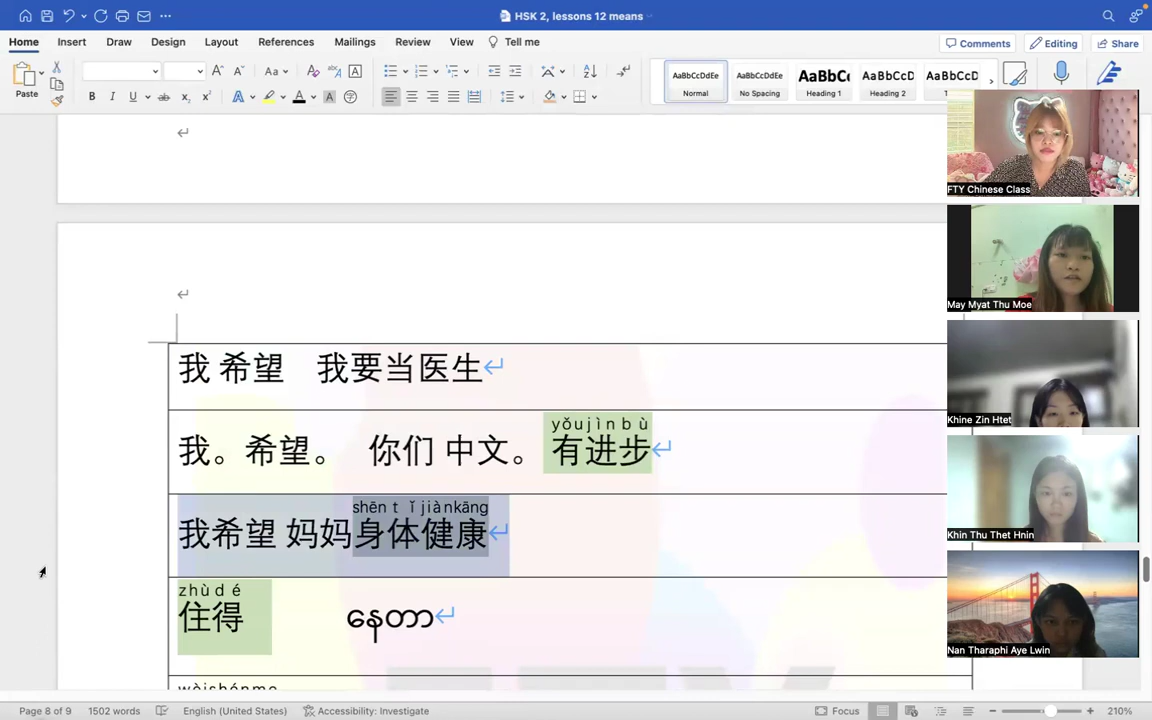 HSK 2, lessons 12 means
Home Insert Draw Design Layout References Mailings Review View Tell me Comments Editing Share
Paste
AaBbCcDdEe AaBbCcDdEe AaBbC AaBbCcD AaBbCcD
Normal No Spacing Heading 1 Heading 2
FTY Chinese Class
May Myat Thu Moe
Khine Zin Htet
Khin Thu Thet Hnin
Nan Tharaphi Aye Lwin
我 希望 我要当医生
yǒujìnbù
我。希望。 你们 中文。 有进步
shēntǐjiànkāng
我希望 妈妈身体健康
zhùdé
住得 နေတာ
wèishénme
Page 8 of 9 1502 words English (United States) Accessibility: Investigate Focus 210%